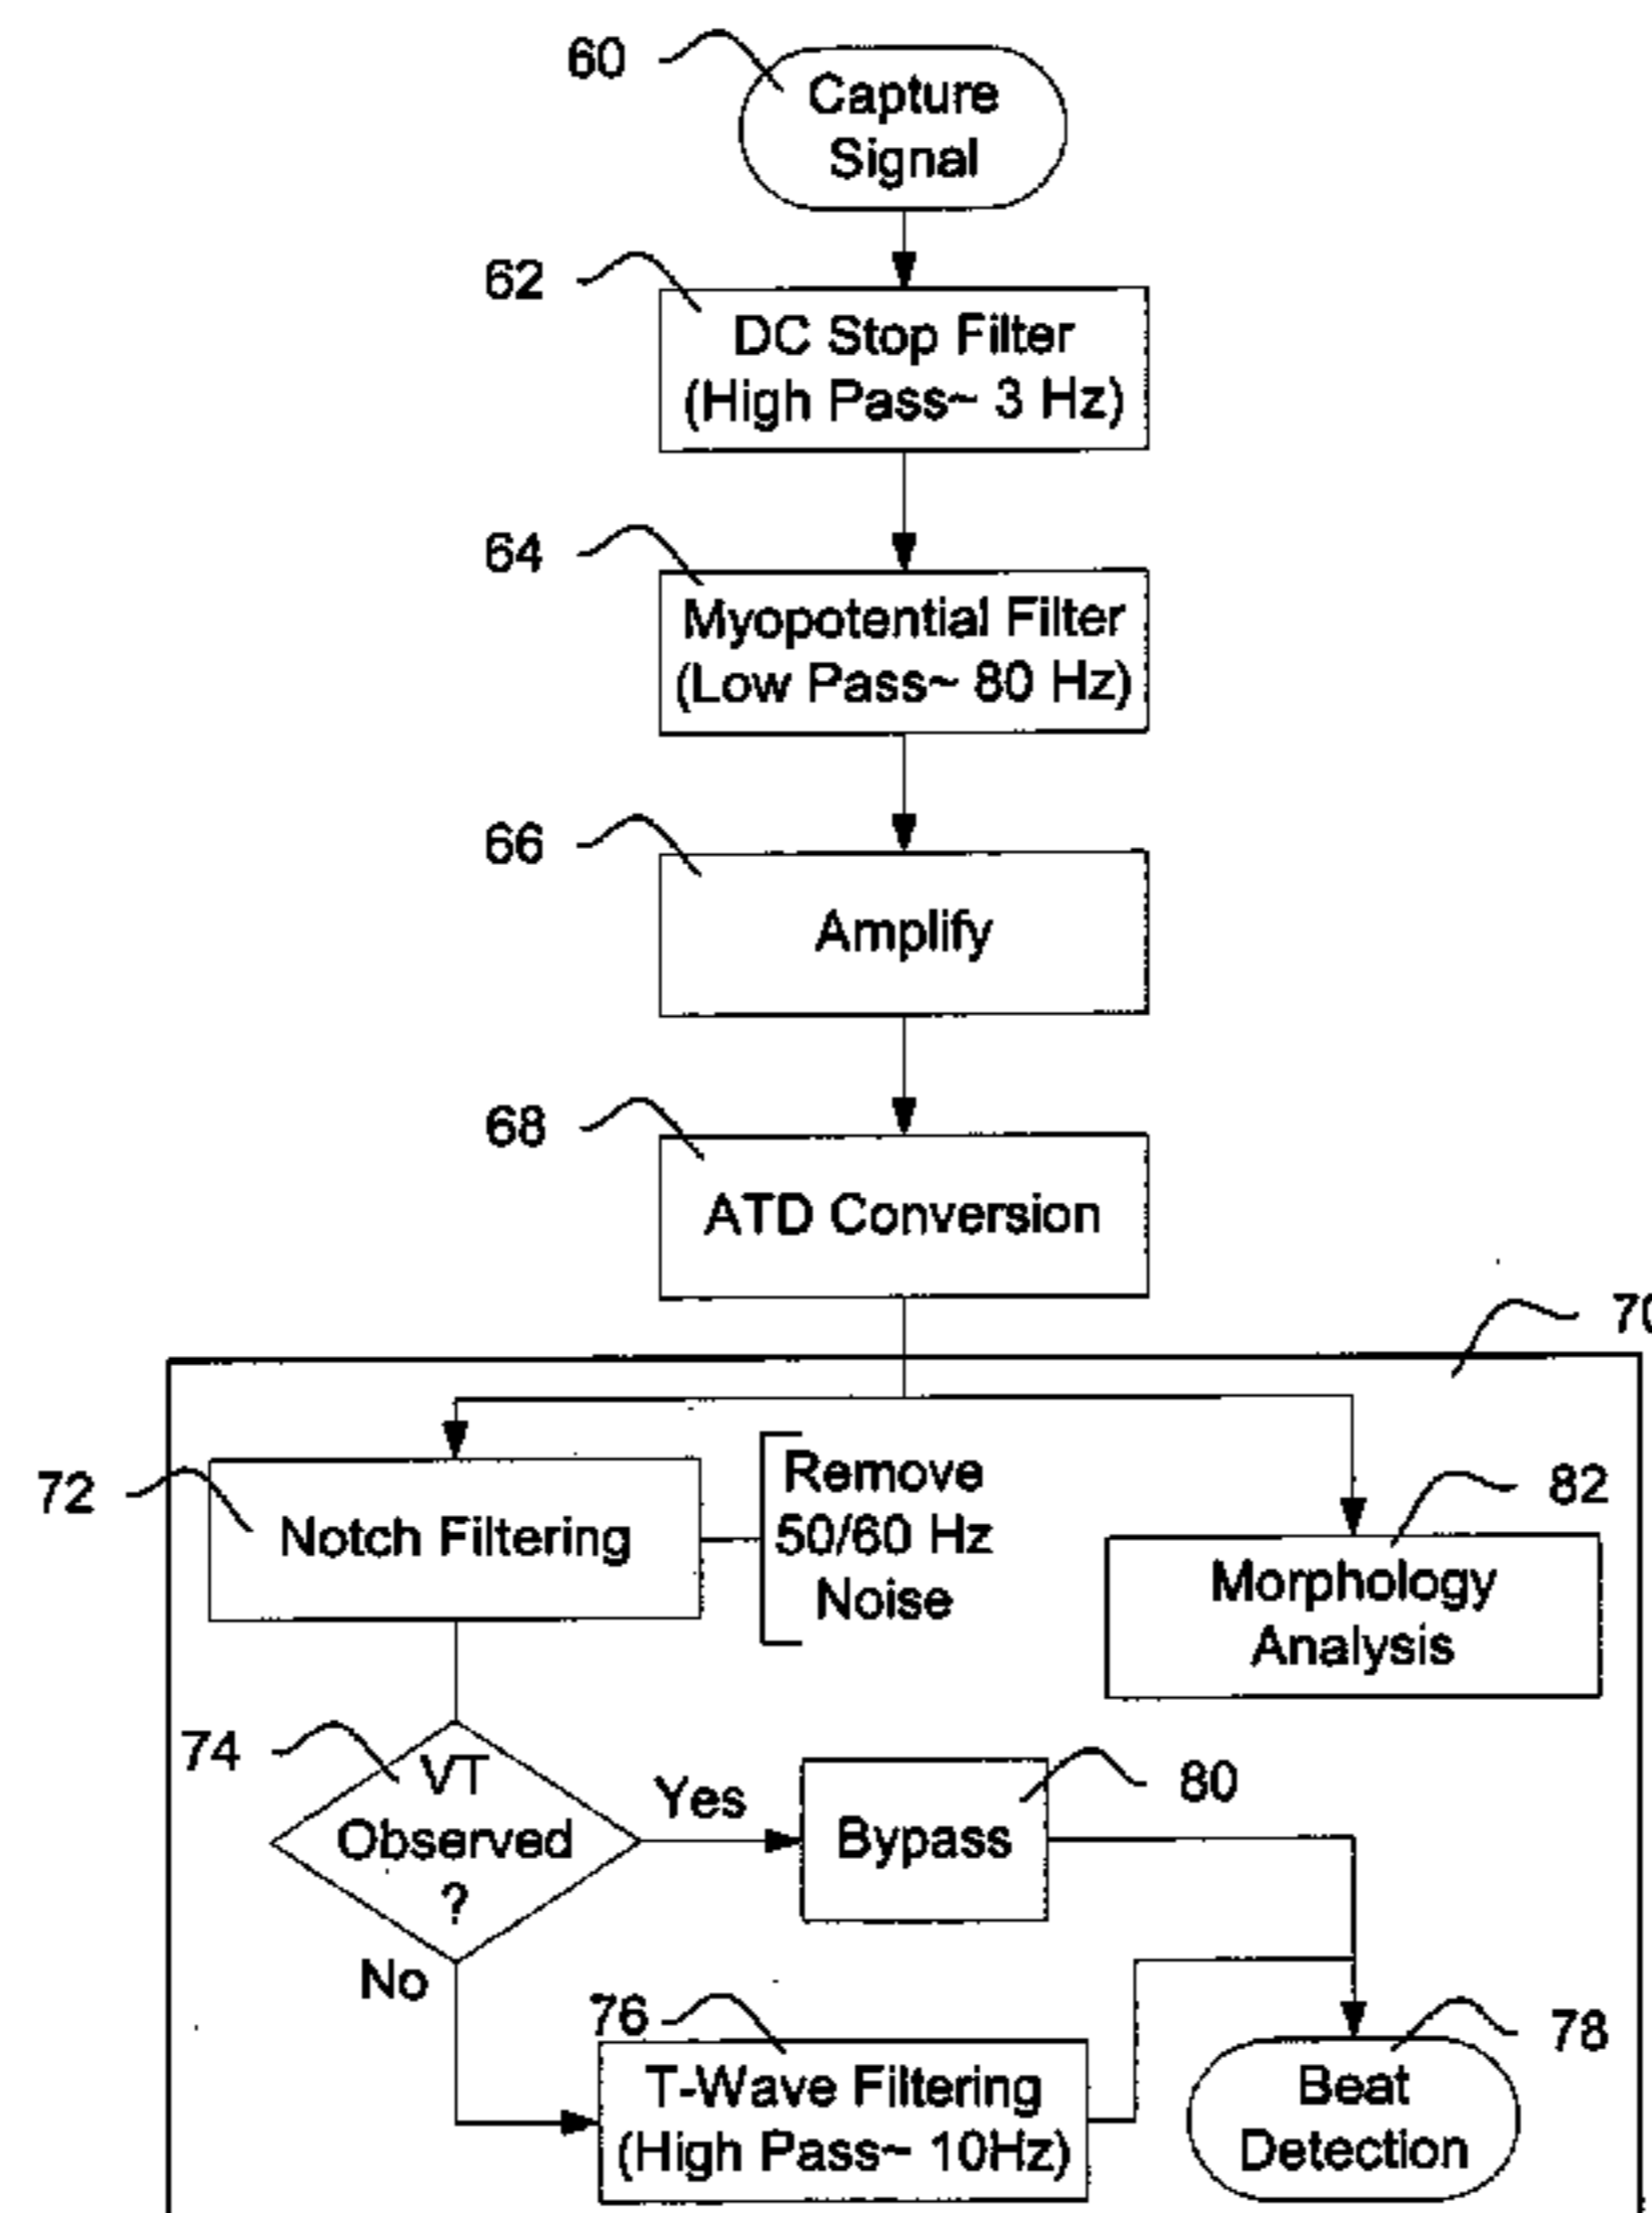 60
Capture
Signal
62
DC Stop Filter
(High Pass~ 3 Hz)
64
Myopotential Filter
(Low Pass~ 80 Hz)
66
Amplify
68
ATD Conversion
70
72
Notch Filtering
Remove
50/60 Hz
Noise
82
Morphology
Analysis
74
VT
Observed
?
Yes
80
Bypass
No
76
T-Wave Filtering
(High Pass~ 10Hz)
78
Beat
Detection